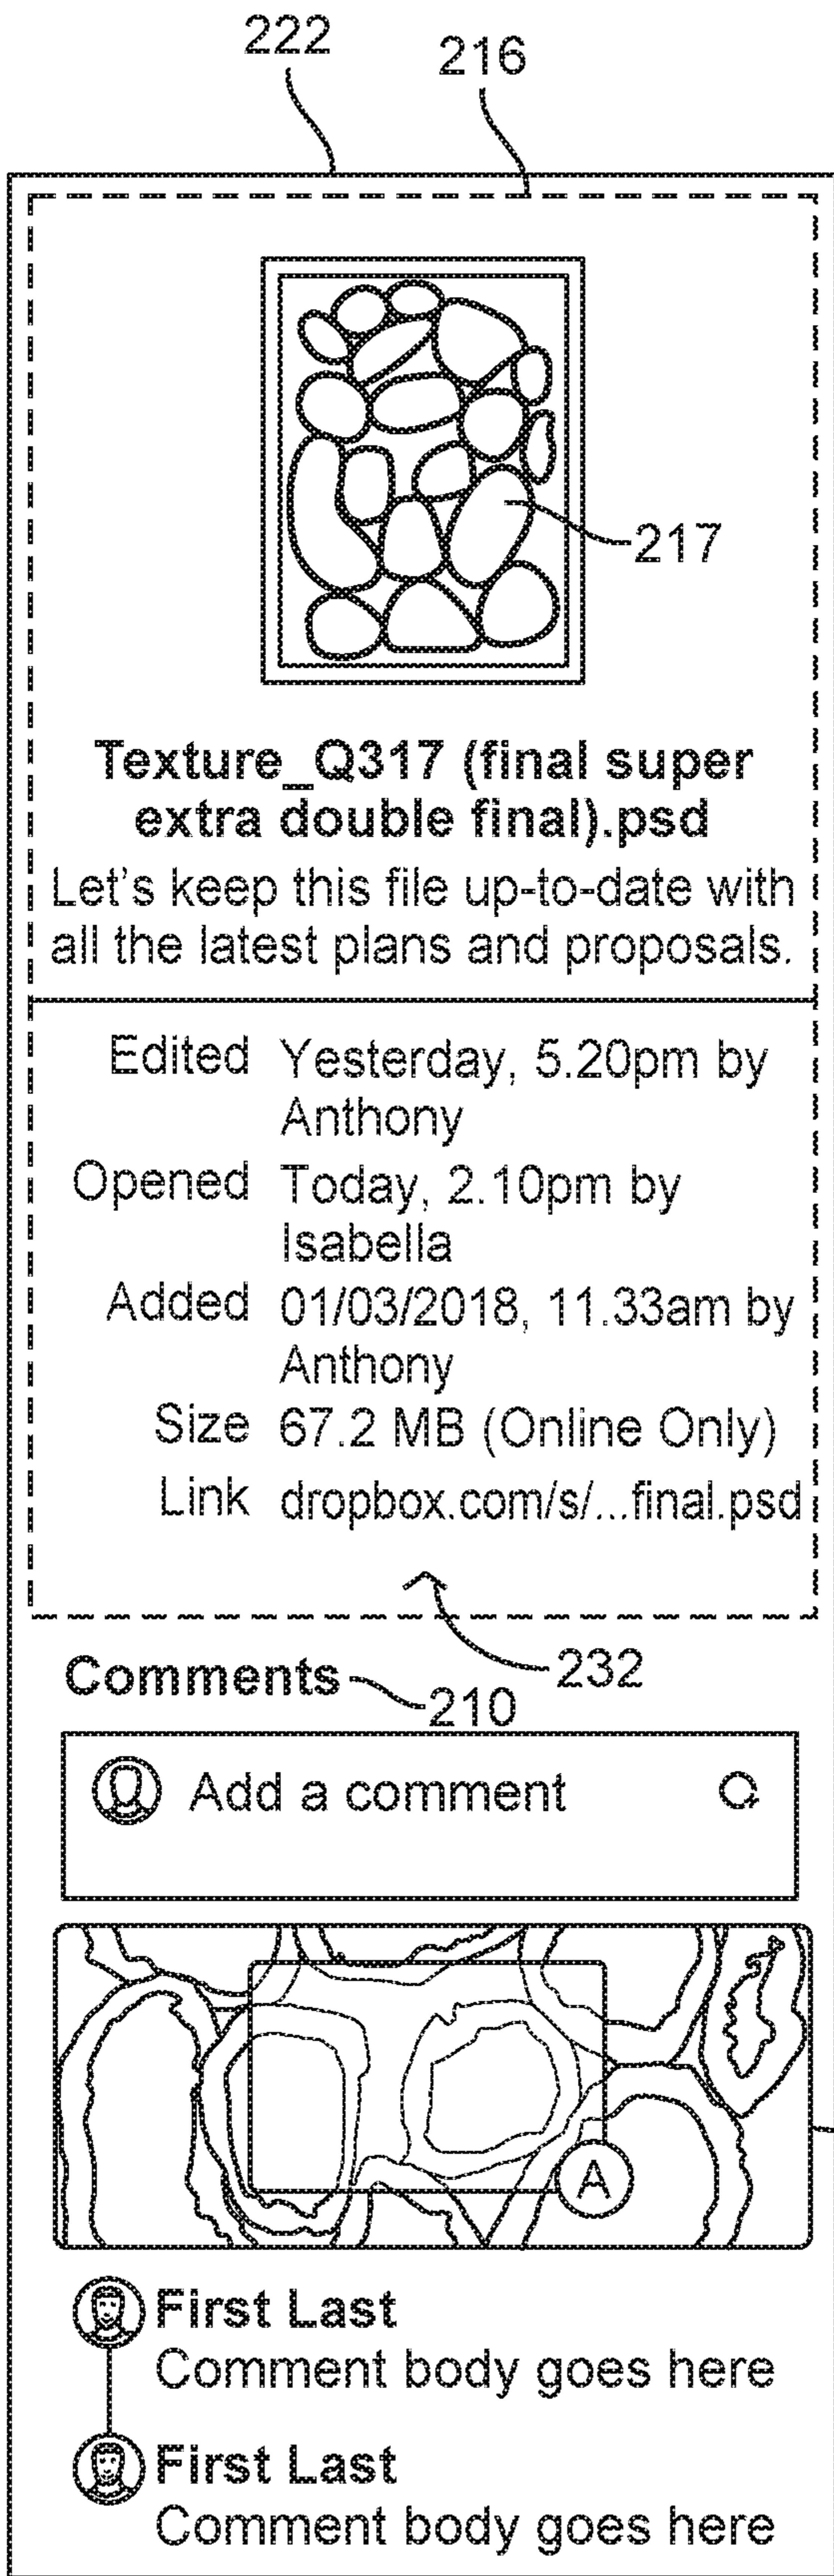 222
216
217
Texture_Q317 (final super
extra double final).psd
Let's keep this file up-to-date with
all the latest plans and proposals.
Edited Yesterday, 5.20pm by
Anthony
Opened Today, 2.10pm by
Isabella
Added 01/03/2018, 11.33am by
Anthony
Size 67.2 MB (Online Only)
Link dropbox.com/s/...final.psd
232
Comments 210
Add a comment
A
First Last
Comment body goes here
First Last
Comment body goes here